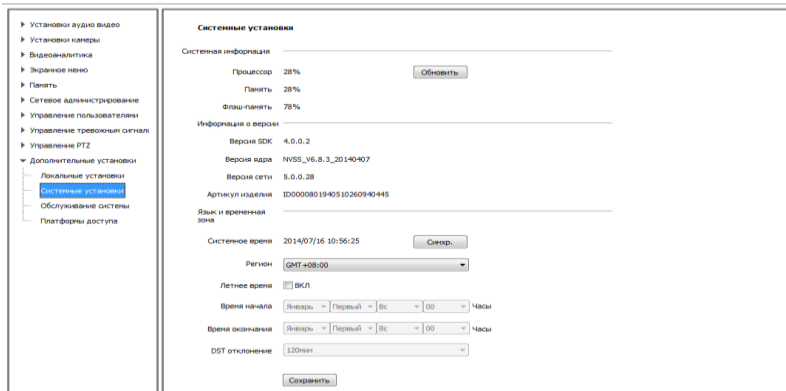 Установки аудио видео
Установки камеры
Видеоаналитика
Экранное меню
Память
Сетевое администрирование
Управление пользователями
Управление тревожным сигнало
Управление PTZ
Дополнительные установки
Локальные установки
Системные установки
Обслуживание системы
Платформы доступа
Системные установки
Системная информация
Процессор 28% Обновить
Память 28%
Флэш-память 78%
Информация о версии
Версия SDK 4.0.0.2
Версия ядра NVSS_V6.8.3_20140407
Версия сети 5.0.0.28
Артикул изделия ID0000801940510260940445
Язык и временная
зона
Системное время 2014/07/16 10:56:25 Синхр.
Регион GMT+08:00
Летнее время ВКЛ
Время начала Январь Первый Вс 00 Часы
Время окончания Январь Первый Вс 00 Часы
DST отклонение 120мин
Сохранить